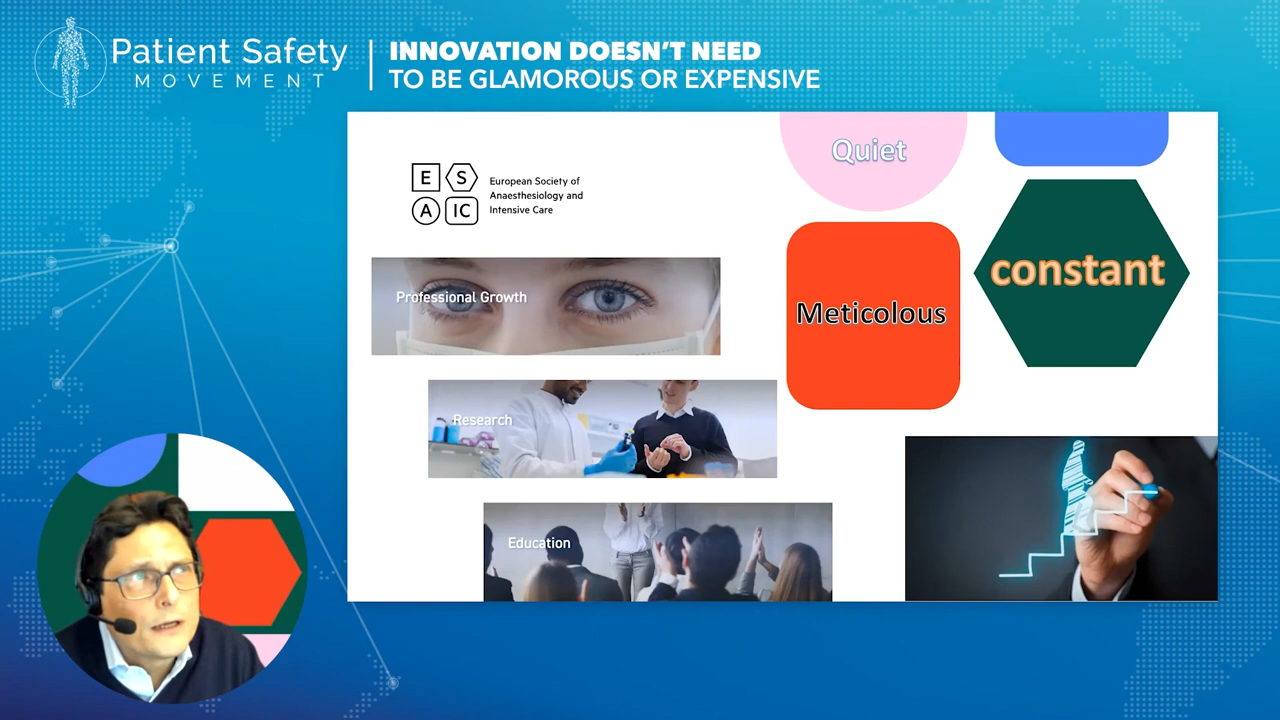 Patient Safety
MOVEMENT
INNOVATION DOESN'T NEED
TO BE GLAMOROUS OR EXPENSIVE
E S
A IC
European Society of
Anaesthesiology and
Intensive Care
Quiet
Professional Growth
constant
Meticolous
Research
Education